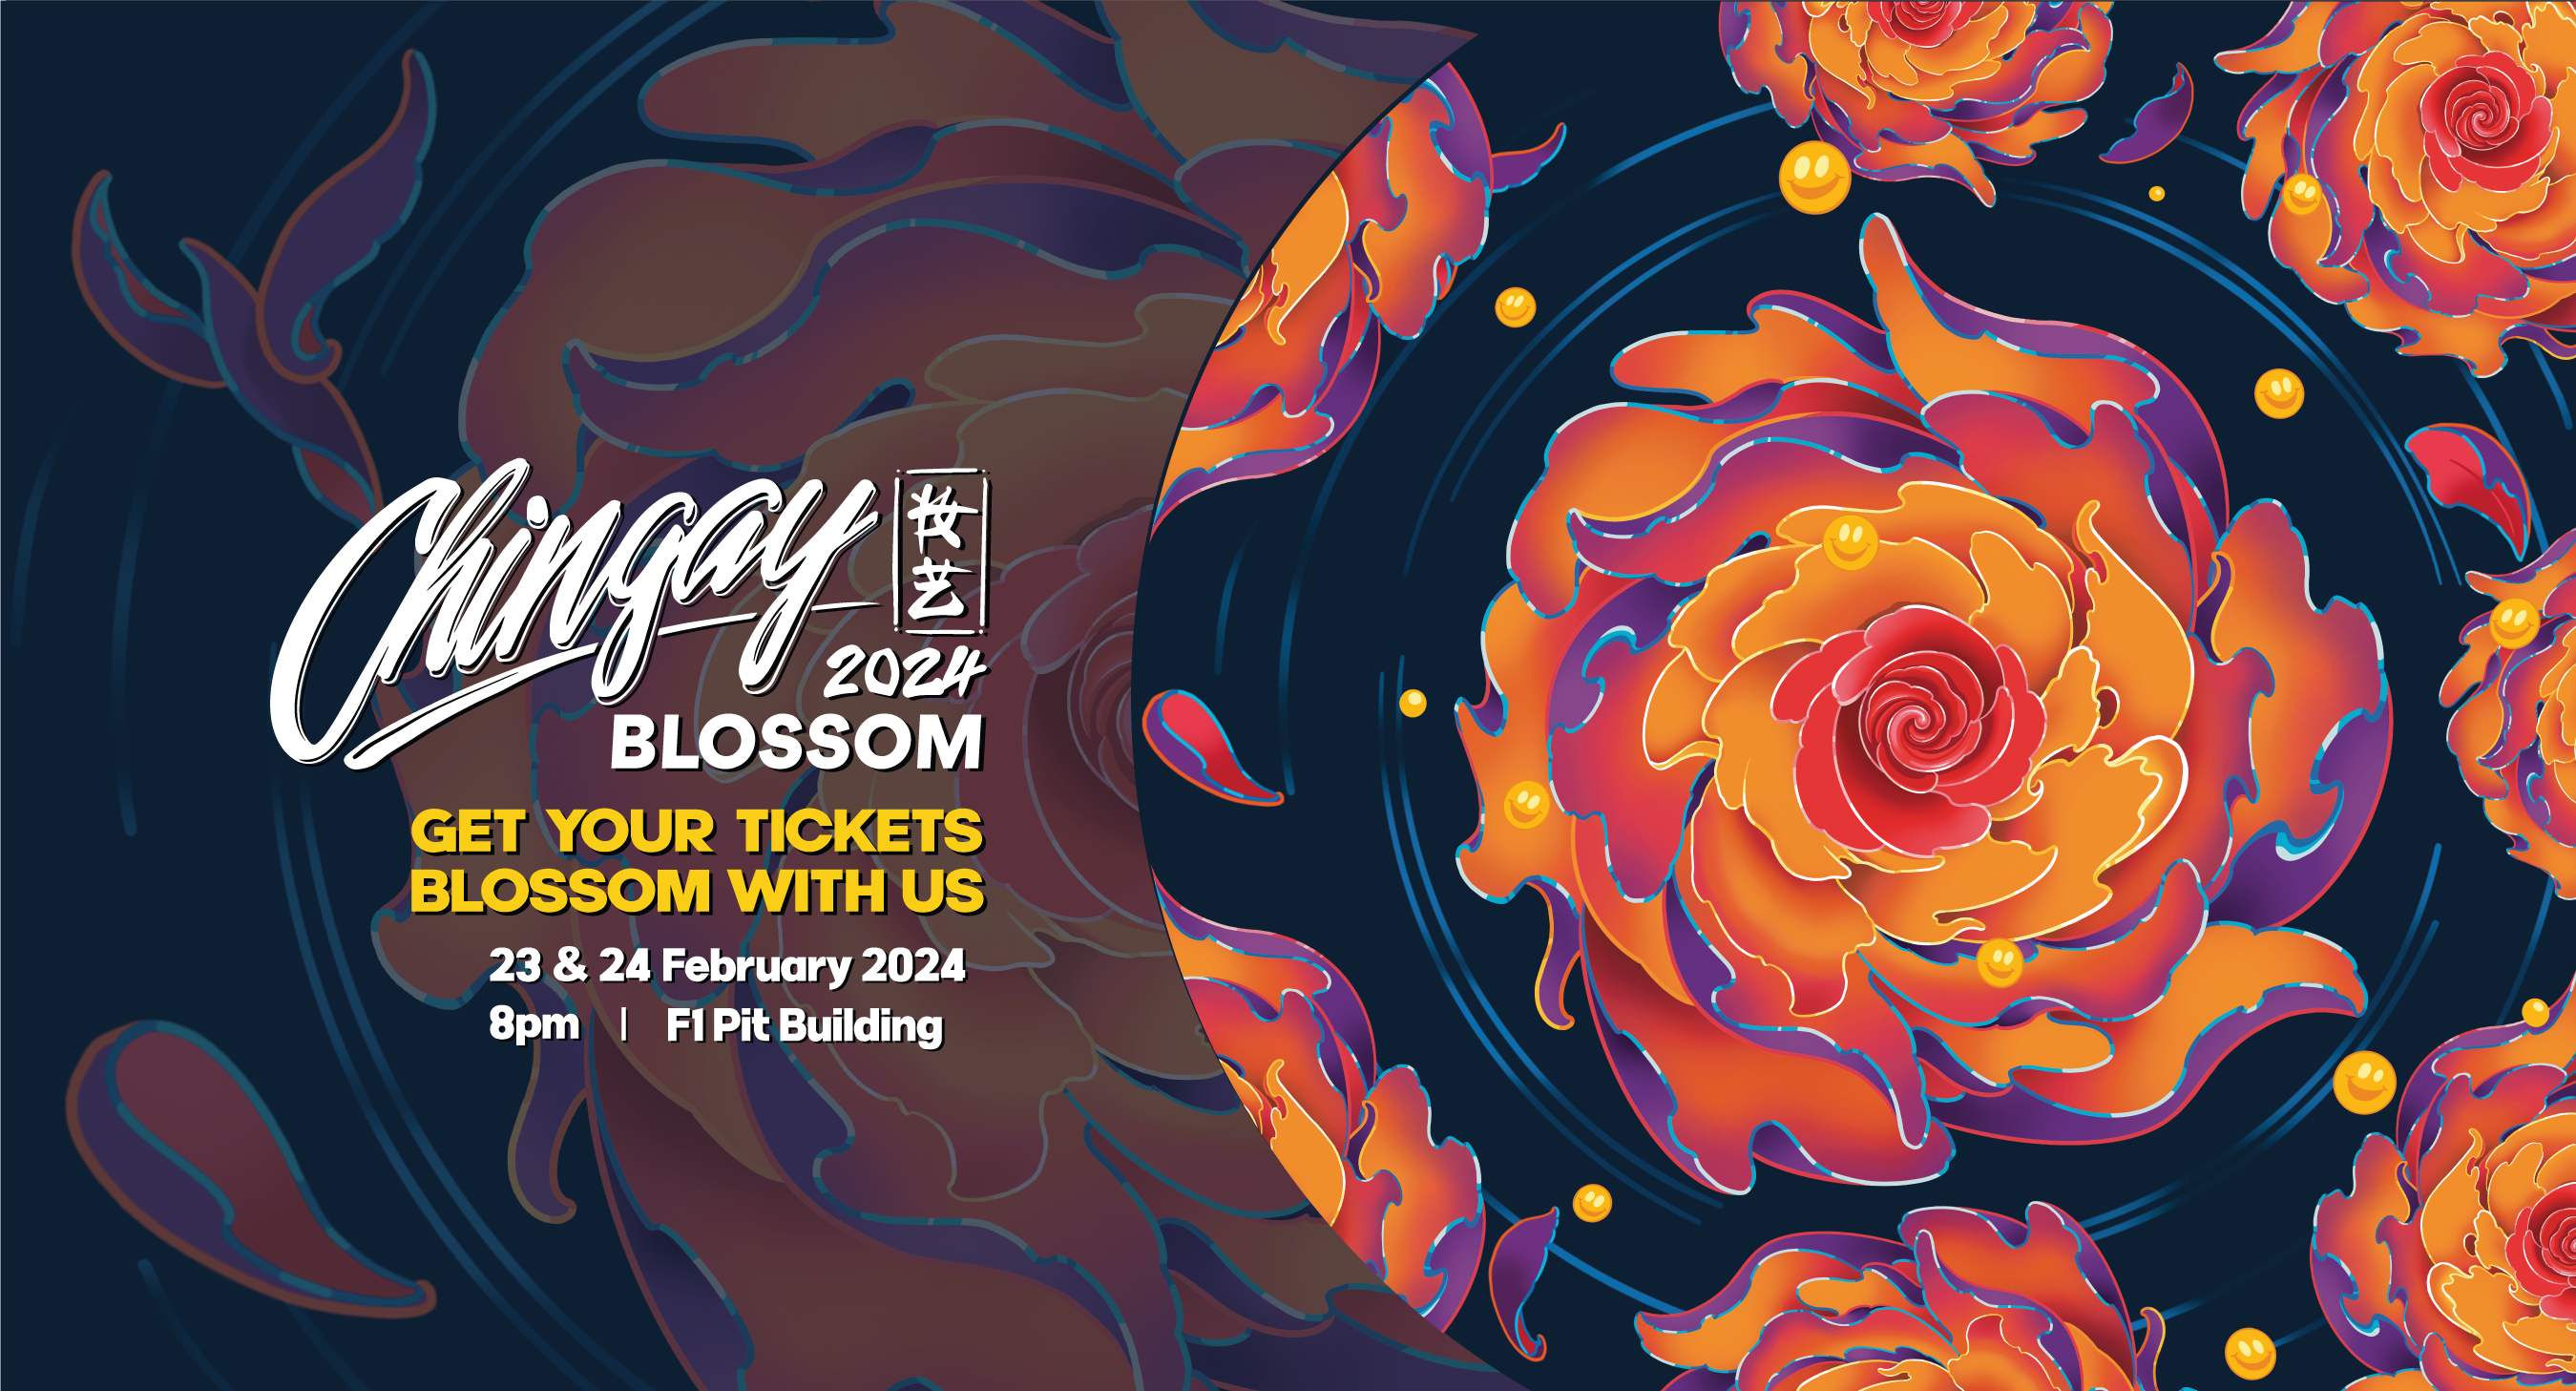 Chingay
妆艺
2024
BLOSSOM
GET YOUR TICKETS
BLOSSOM WITH US
23 & 24 February 2024
8pm | F1 Pit Building